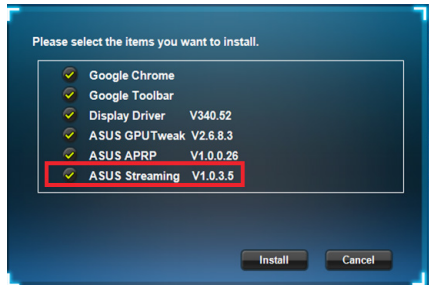 Please select the items you want to install.
Google Chrome
Google Toolbar
Display Driver V340.52
ASUS GPUTweak V2.6.8.3
ASUS APRP V1.0.0.26
ASUS Streaming V1.0.3.5
Install Cancel